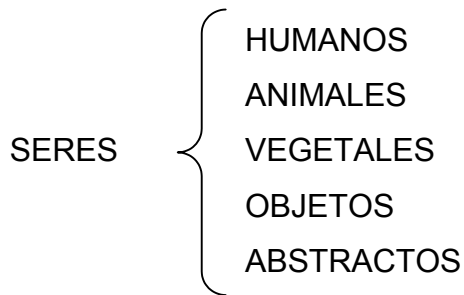 HUMANOS
ANIMALES
SERES
VEGETALES
OBJETOS
ABSTRACTOS